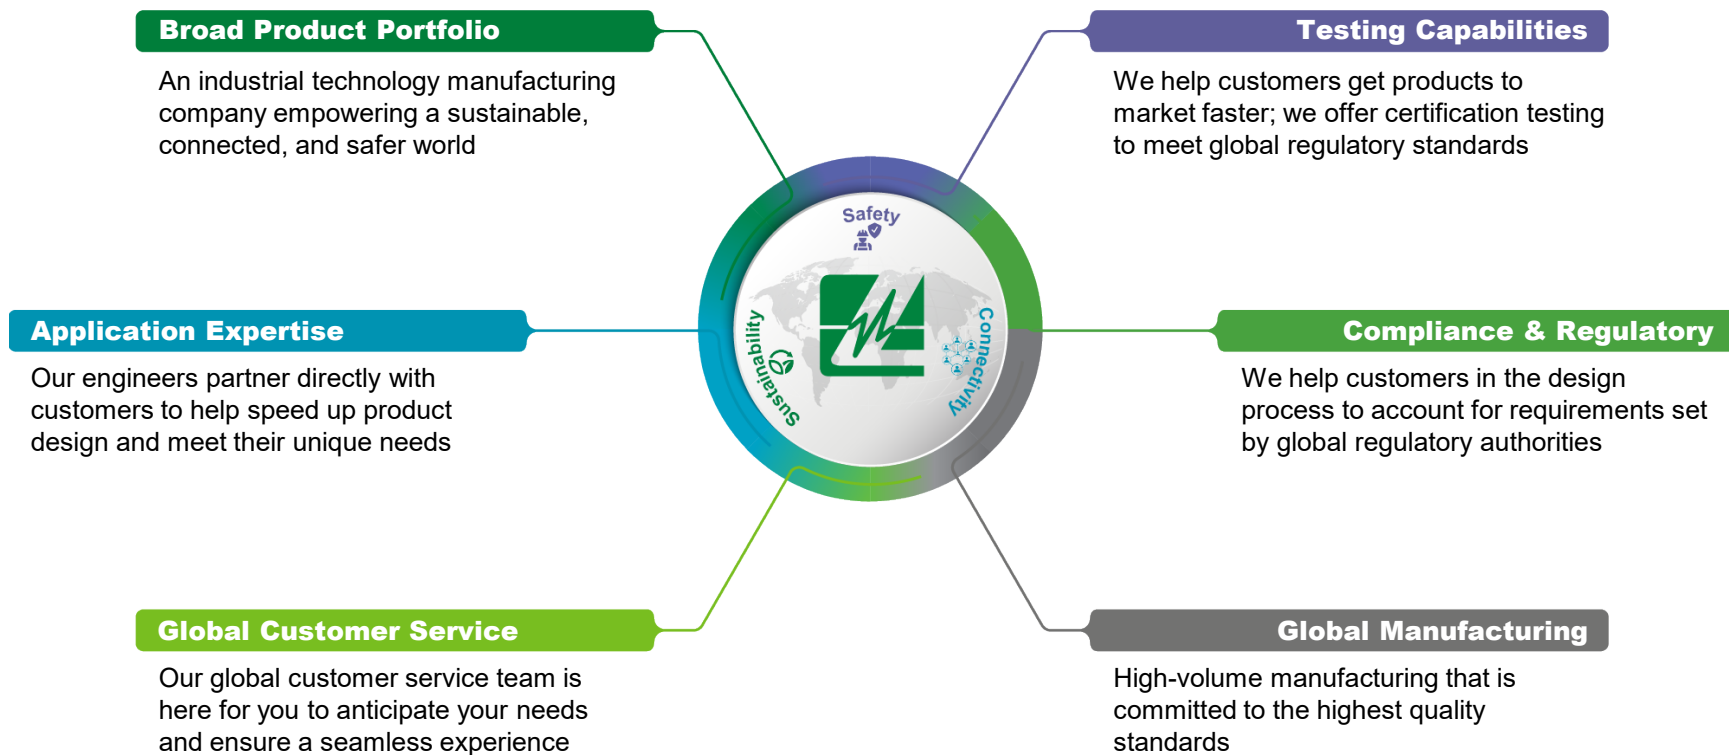 Broad Product Portfolio
An industrial technology manufacturing
company empowering a sustainable,
connected, and safer world
Testing Capabilities
We help customers get products to
market faster; we offer certification testing
to meet global regulatory standards
Safety
Sustainability
Connectivity
Application Expertise
Our engineers partner directly with
customers to help speed up product
design and meet their unique needs
Compliance & Regulatory
We help customers in the design
process to account for requirements set
by global regulatory authorities
Global Customer Service
Our global customer service team is
here for you to anticipate your needs
and ensure a seamless experience
Global Manufacturing
High-volume manufacturing that is
committed to the highest quality
standards